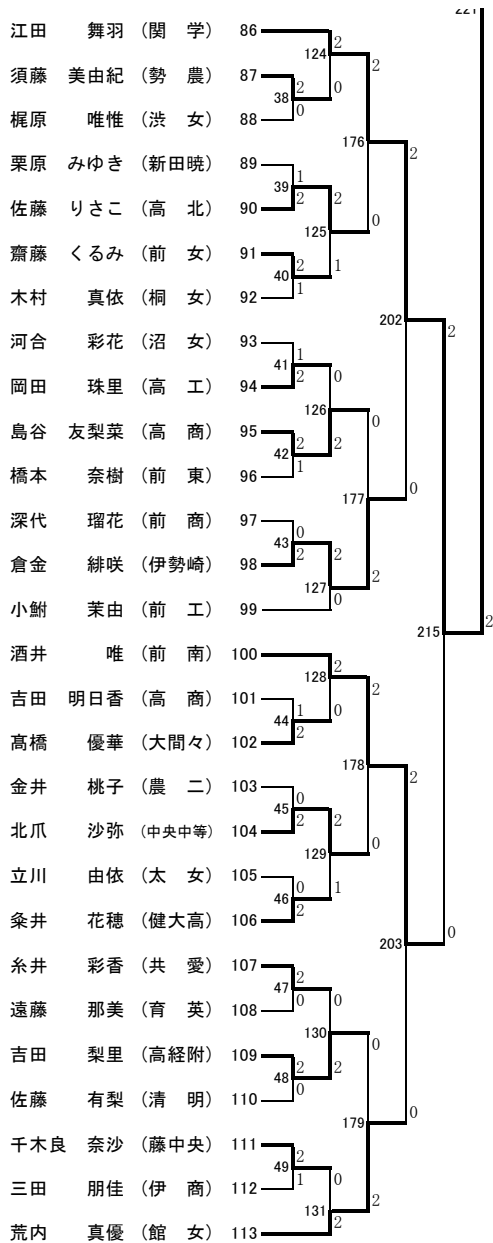 221
江田 舞羽 (関 学) 86
須藤 美由紀 (勢 農) 87
梶原 唯惟 (渋 女) 88
栗原 みゆき (新田暁) 89
佐藤 りさこ (高 北) 90
齋藤 くるみ (前 女) 91
木村 真依 (桐 女) 92
河合 彩花 (沼 女) 93
岡田 珠里 (高 工) 94
島谷 友梨菜 (高 商) 95
橋本 奈樹 (前 東) 96
深代 瑠花 (前 商) 97
倉金 緋咲 (伊勢崎) 98
小鮒 茉由 (前 工) 99
酒井 唯 (前 南) 100
吉田 明日香 (高 商) 101
髙橋 優華 (大間々) 102
金井 桃子 (農 二) 103
北爪 沙弥 (中央中等) 104
立川 由依 (太 女) 105
粂井 花穂 (健大高) 106
糸井 彩香 (共 愛) 107
遠藤 那美 (育 英) 108
吉田 梨里 (高経附) 109
佐藤 有梨 (清 明) 110
千木良 奈沙 (藤中央) 111
三田 朋佳 (伊 商) 112
荒内 真優 (館 女) 113
38 2 0
39 1 2
40 2 1
41 1 2
42 2 1
43 0 2
44 1 2
45 0 2
46 0 2
47 2 0
48 2 0
49 2 1
124 2 0
125 2 1
126 0 2
127 2 0
128 2 0
129 2 1
130 0 2
131 0 2
176 2 0
177 0 2
178 2 0
179 0 2
202 2 0
203 2 0
215 2 0
2